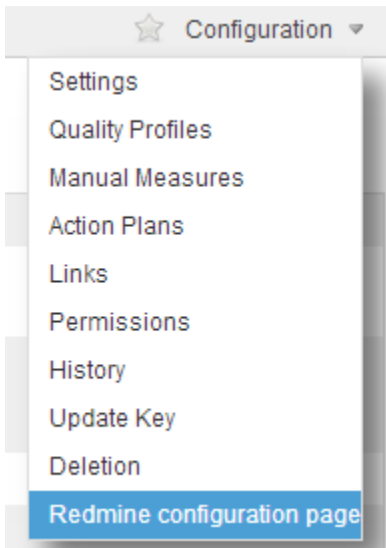 Configuration
Settings
Quality Profiles
Manual Measures
Action Plans
Links
Permissions
History
Update Key
Deletion
Redmine configuration page